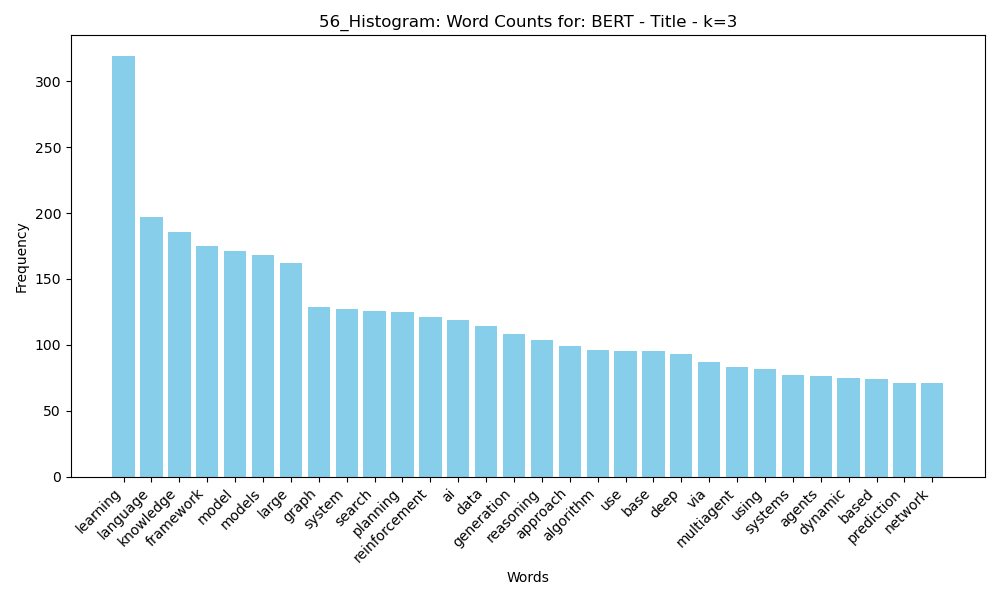 56_Histogram: Word Counts for: BERT - Title - k=3
Frequency
300
250
200
150
100
50
0
learning
language
knowledge
framework
model
models
large
graph
system
search
planning
reinforcement
ai
data
generation
reasoning
approach
algorithm
use
base
deep
via
multiagent
using
systems
agents
dynamic
based
prediction
network
Words